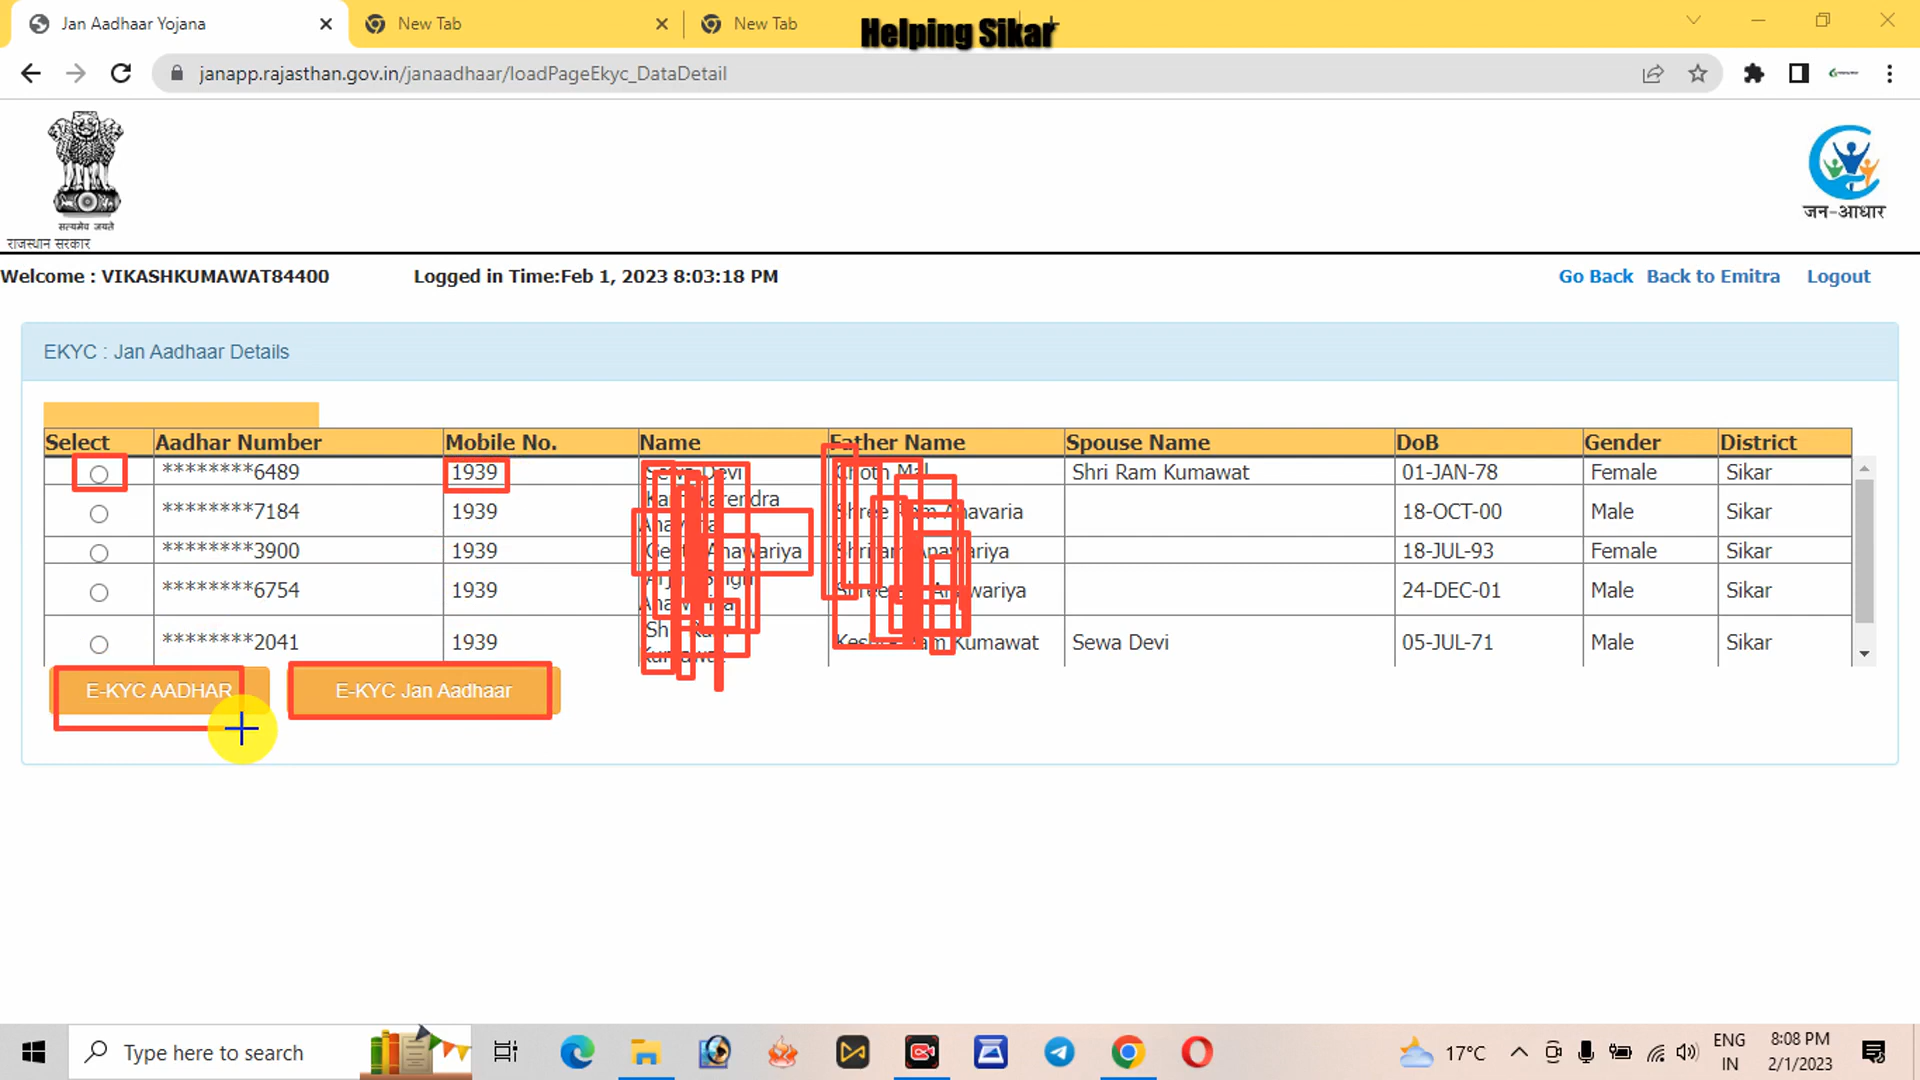 Jan Aadhaar Yojana
New Tab
New Tab
Helping Sikar
janapp.rajasthan.gov.in/janaadhaar/loadPageEkyc_DataDetail
सत्यमेव जयते
राजस्थान सरकार
जन-आधार
Welcome : VIKASHKUMAWAT84400 Logged in Time:Feb 1, 2023 8:03:18 PM Go Back Back to Emitra Logout
EKYC : Jan Aadhaar Details
Select Aadhar Number Mobile No. Name Father Name Spouse Name DoB Gender District
********6489 1939 Devi Mal Shri Ram Kumawat 01-JAN-78 Female Sikar
********7184 1939 Ram Anavaria 18-OCT-00 Male Sikar
********3900 1939 Anawariya 18-JUL-93 Female Sikar
********6754 1939 24-DEC-01 Male Sikar
********2041 1939 Kumawat Sewa Devi 05-JUL-71 Male Sikar
E-KYC AADHAR E-KYC Jan Aadhaar
Type here to search
17°C
ENG
IN
8:08 PM
2/1/2023